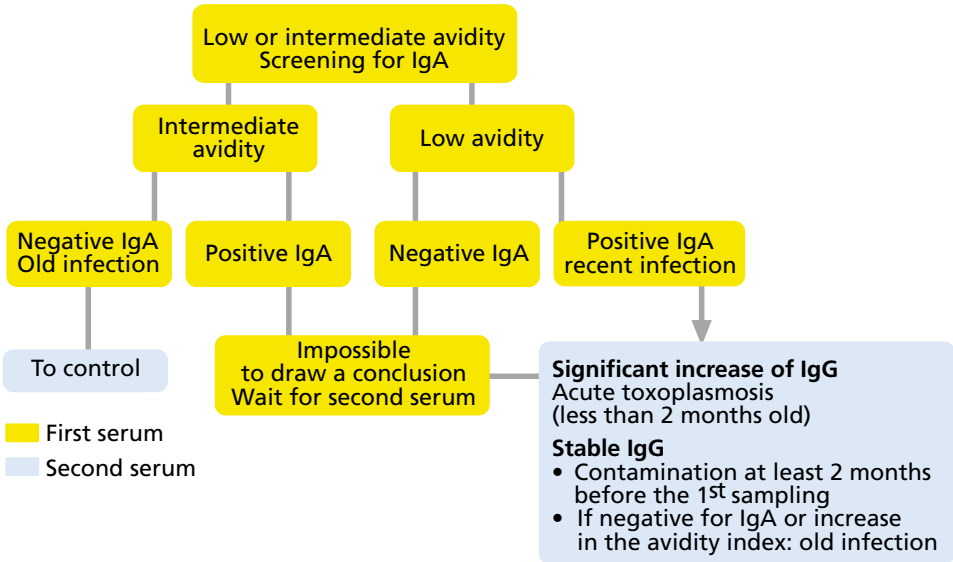 Low or intermediate avidity
Screening for IgA
Intermediate
avidity
Low avidity
Negative IgA
Old infection
Positive IgA
Negative IgA
Positive IgA
recent infection
To control
Impossible
to draw a conclusion
Wait for second serum
Significant increase of IgG
Acute toxoplasmosis
(less than 2 months old)
Stable IgG
• Contamination at least 2 months
before the 1st sampling
• If negative for IgA or increase
in the avidity index: old infection
First serum
Second serum